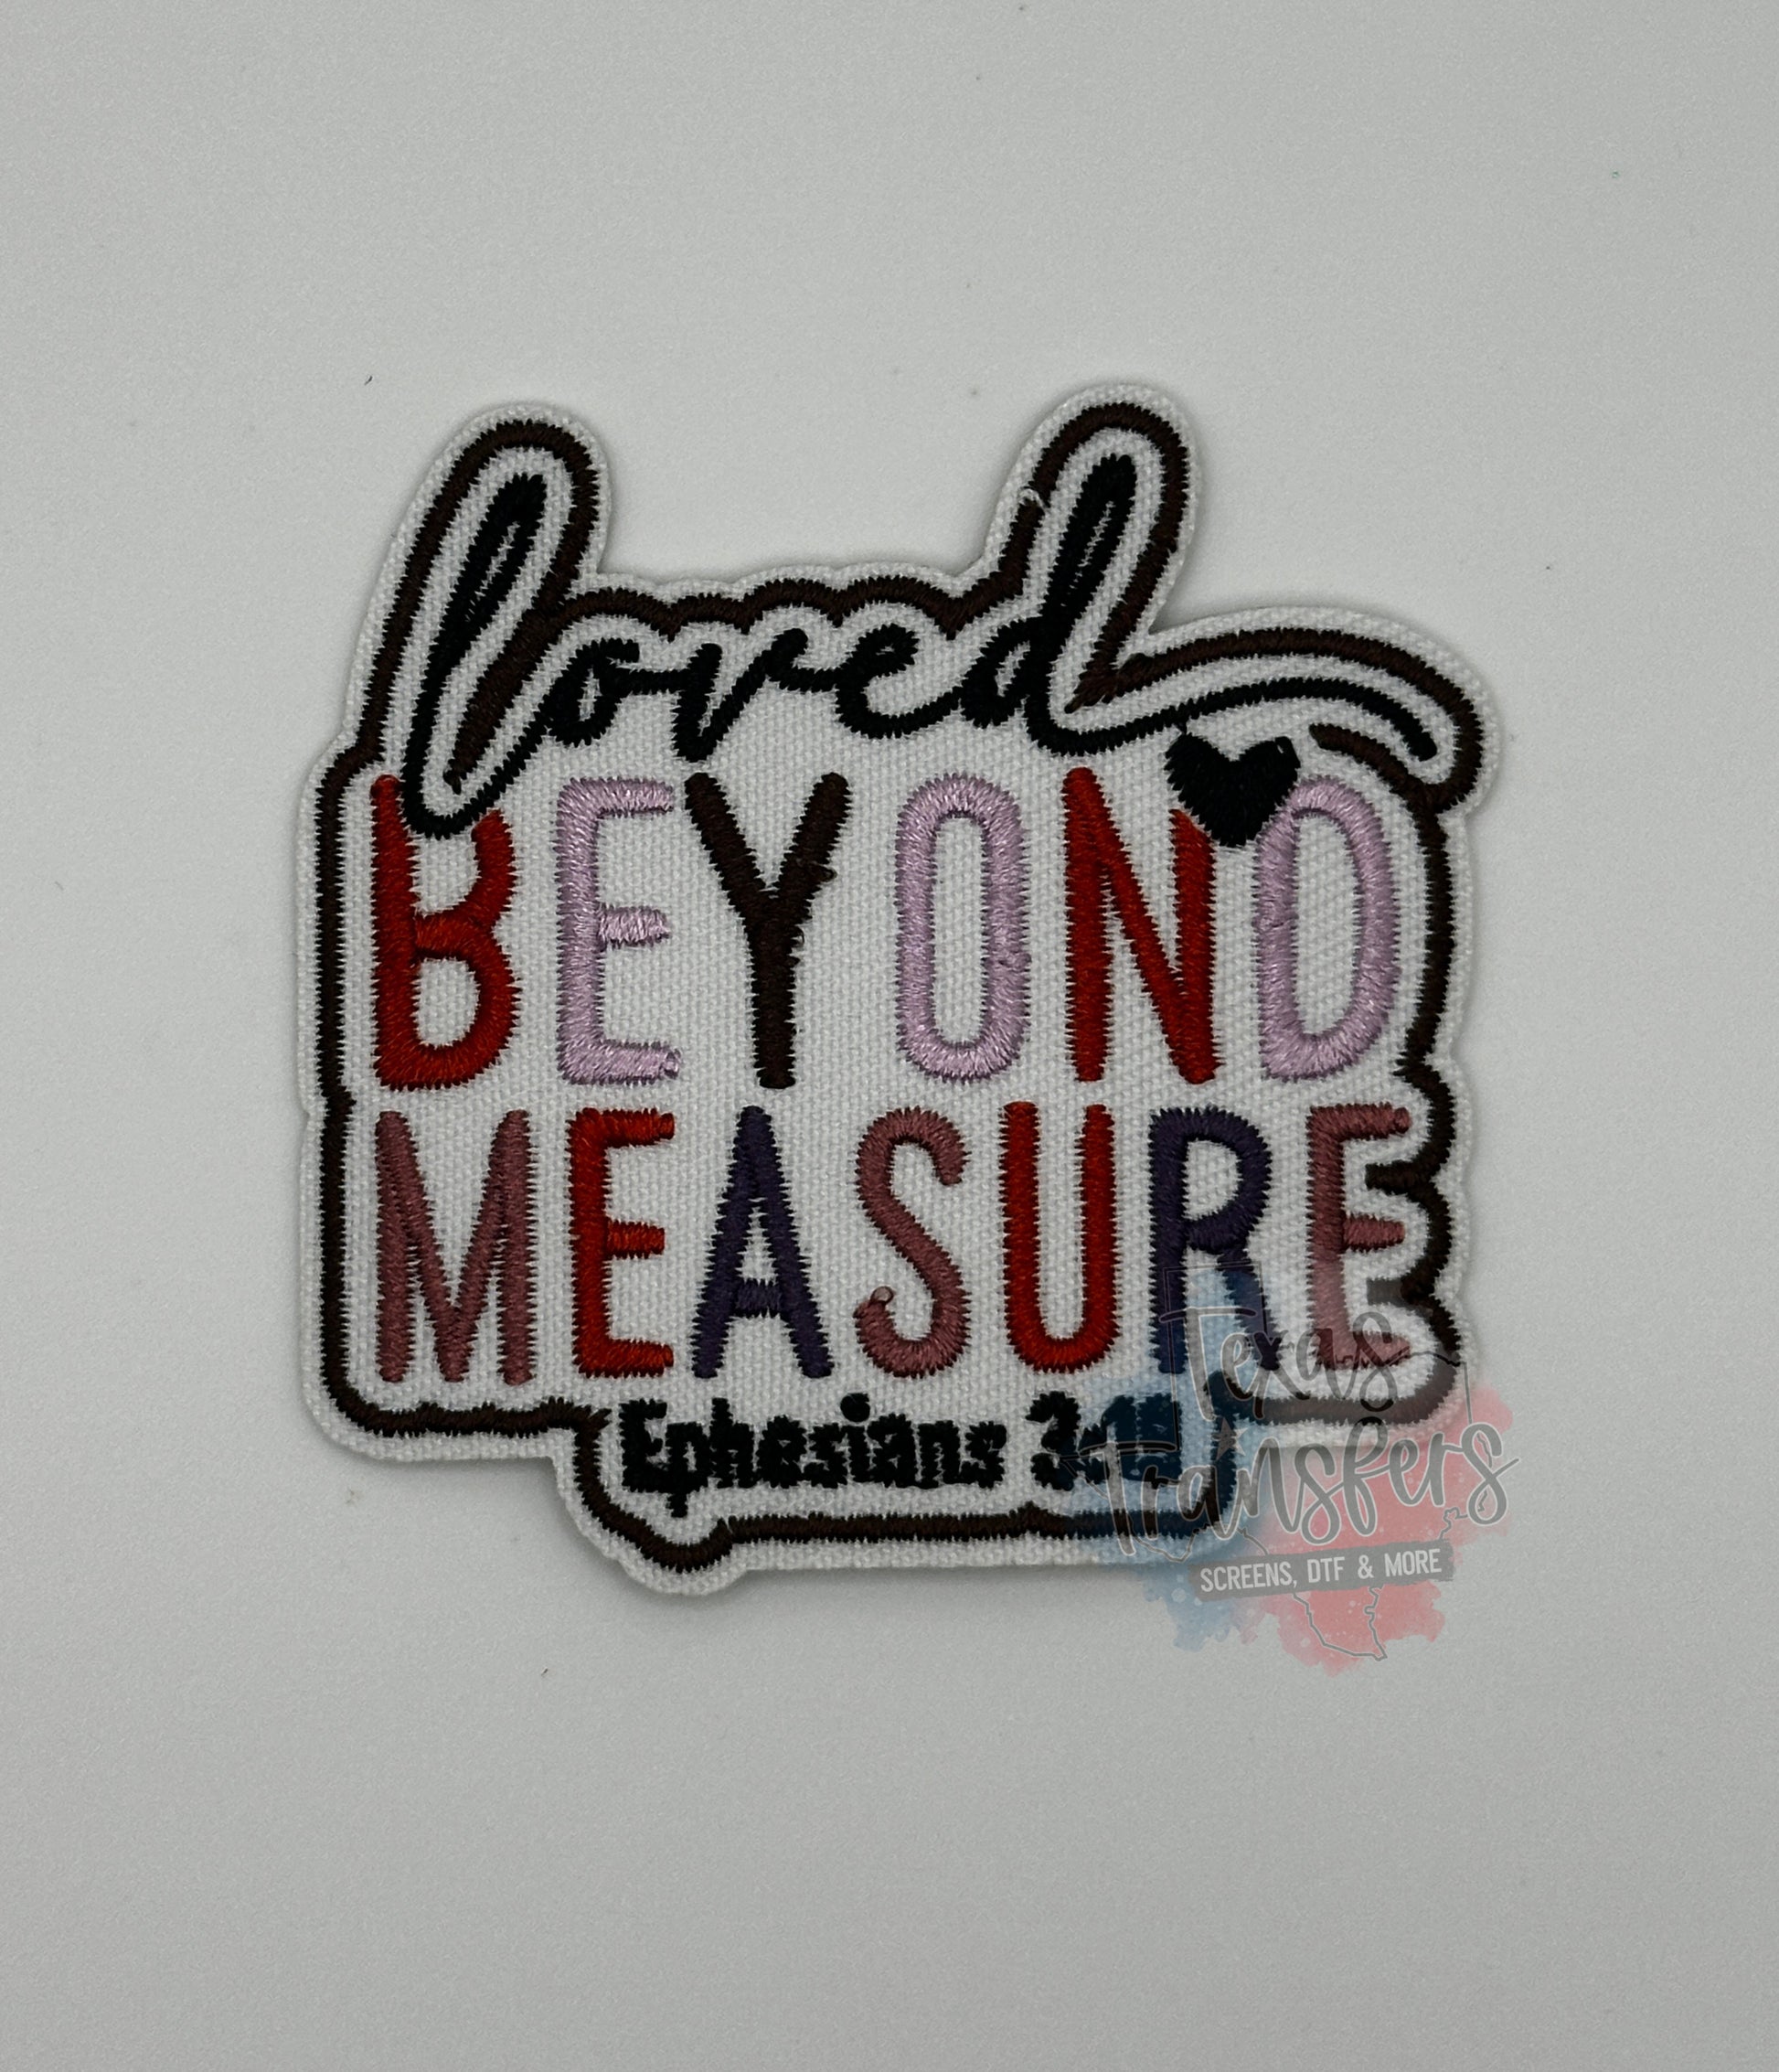 loved
BEYOND
MEASURE
Ephesians
Texas
Transfers
SCREENS, DTF & MORE